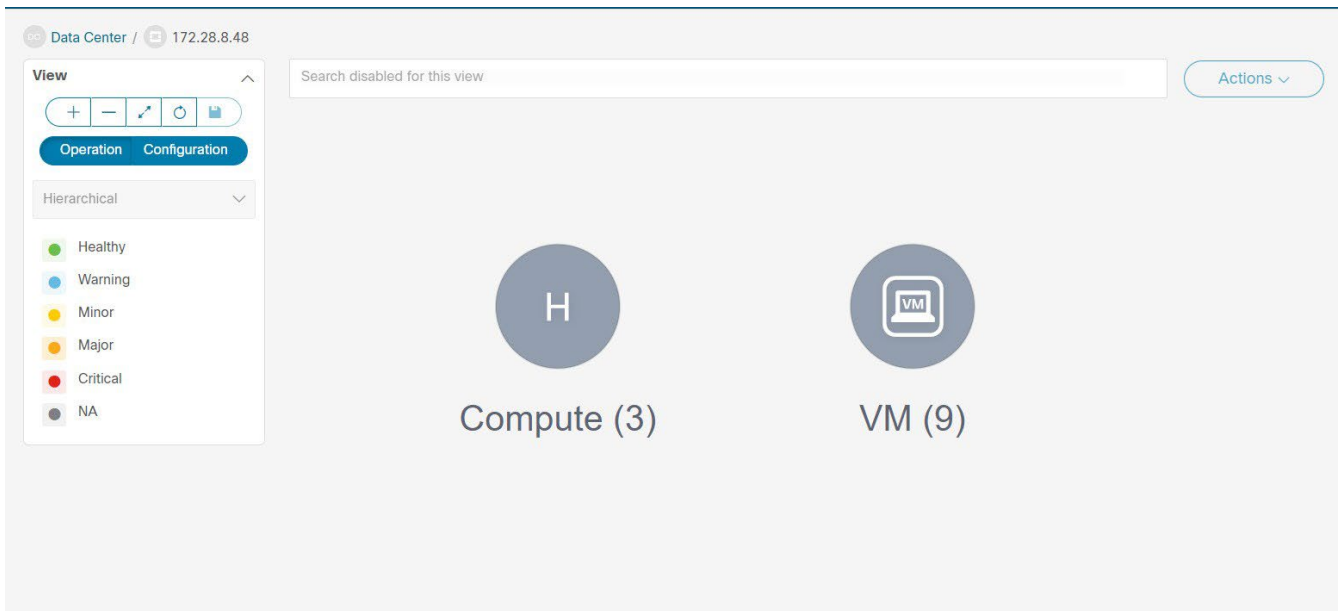 DC Data Center / 172.28.8.48
View
Search disabled for this view
Actions
Operation Configuration
Hierarchical
Healthy
Warning
Minor
Major
Critical
NA
H
VM
Compute (3)
VM (9)